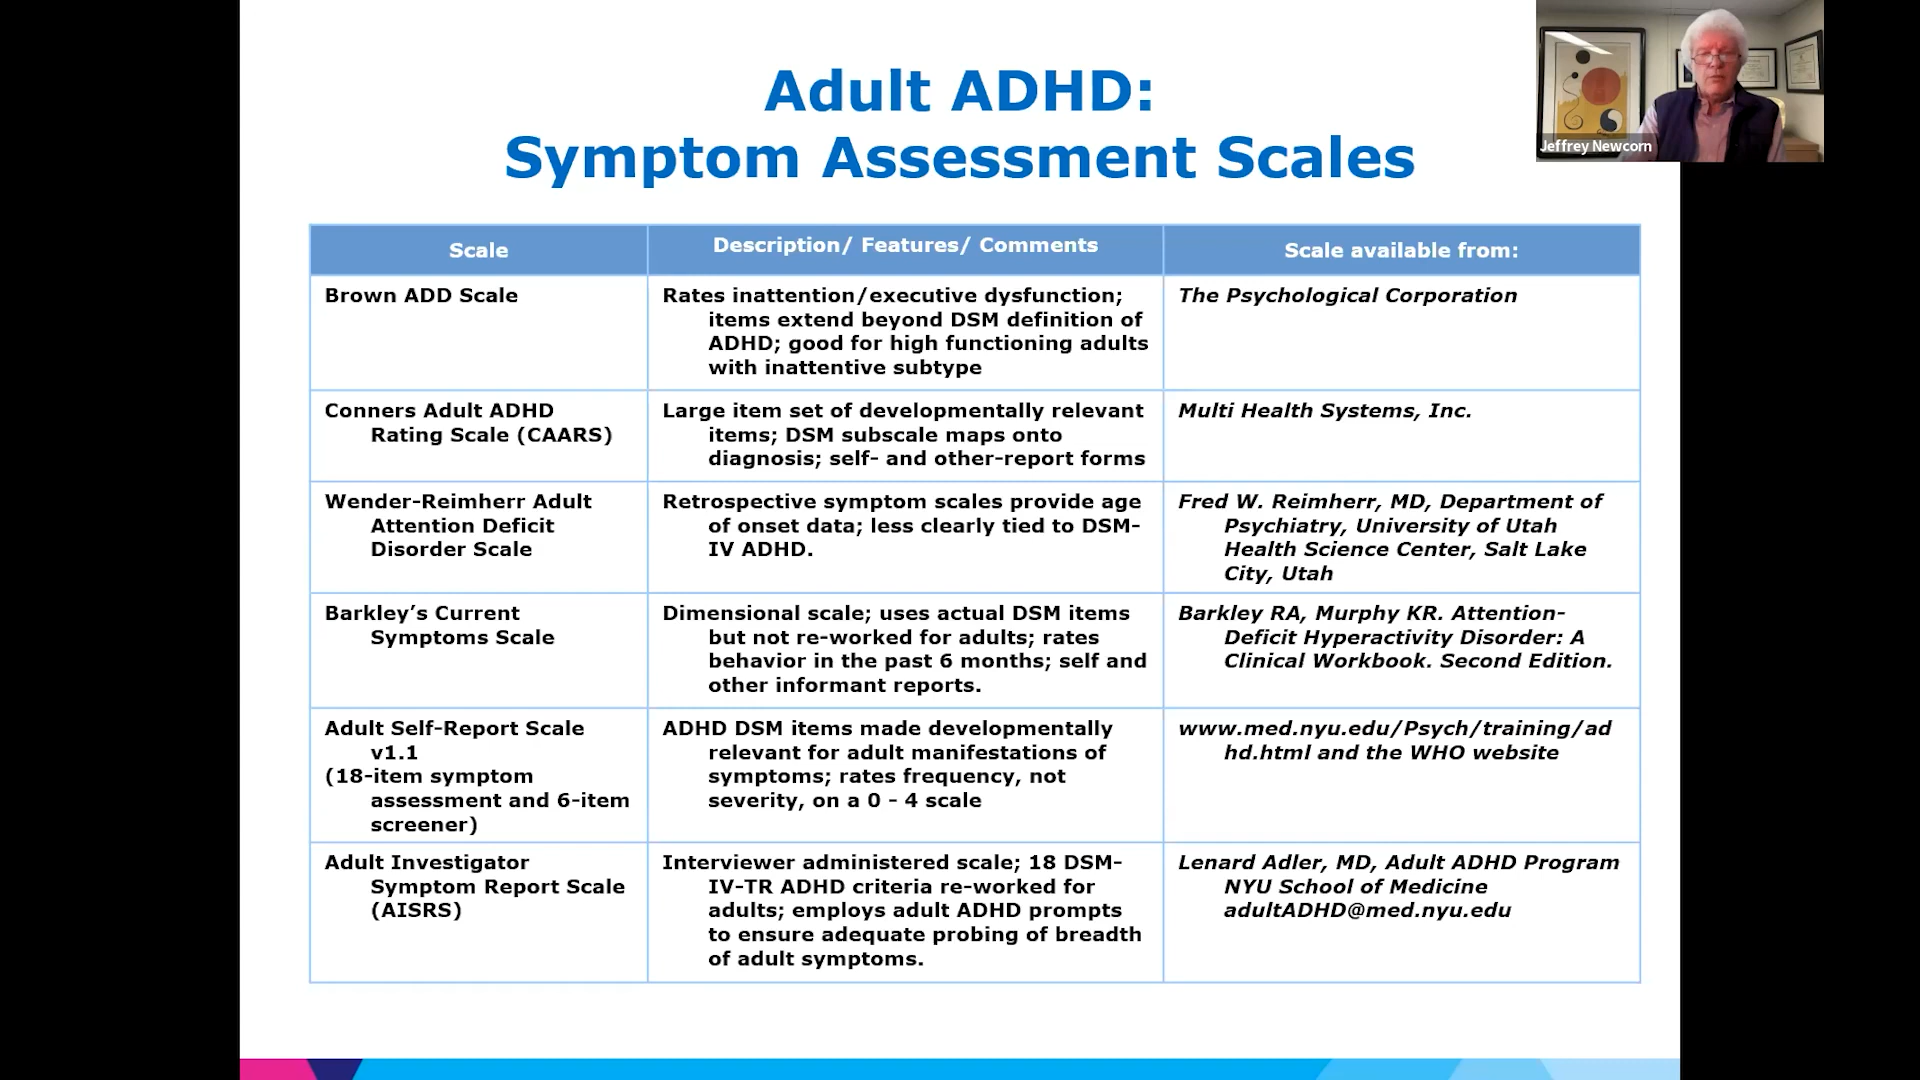 Adult ADHD:
Symptom Assessment Scales
Jeffrey Newcorn
Scale
Description/ Features/ Comments
Scale available from:
Brown ADD Scale
Rates inattention/executive dysfunction;
items extend beyond DSM definition of
ADHD; good for high functioning adults
with inattentive subtype
The Psychological Corporation
Conners Adult ADHD
Rating Scale (CAARS)
Large item set of developmentally relevant
items; DSM subscale maps onto
diagnosis; self- and other-report forms
Multi Health Systems, Inc.
Wender-Reimherr Adult
Attention Deficit
Disorder Scale
Retrospective symptom scales provide age
of onset data; less clearly tied to DSM-
IV ADHD.
Fred W. Reimherr, MD, Department of
Psychiatry, University of Utah
Health Science Center, Salt Lake
City, Utah
Barkley’s Current
Symptoms Scale
Dimensional scale; uses actual DSM items
but not re-worked for adults; rates
behavior in the past 6 months; self and
other informant reports.
Barkley RA, Murphy KR. Attention-
Deficit Hyperactivity Disorder: A
Clinical Workbook. Second Edition.
Adult Self-Report Scale
v1.1
(18-item symptom
assessment and 6-item
screener)
ADHD DSM items made developmentally
relevant for adult manifestations of
symptoms; rates frequency, not
severity, on a 0 - 4 scale
www.med.nyu.edu/Psych/training/ad
hd.html and the WHO website
Adult Investigator
Symptom Report Scale
(AISRS)
Interviewer administered scale; 18 DSM-
IV-TR ADHD criteria re-worked for
adults; employs adult ADHD prompts
to ensure adequate probing of breadth
of adult symptoms.
Lenard Adler, MD, Adult ADHD Program
NYU School of Medicine
adultADHD@med.nyu.edu